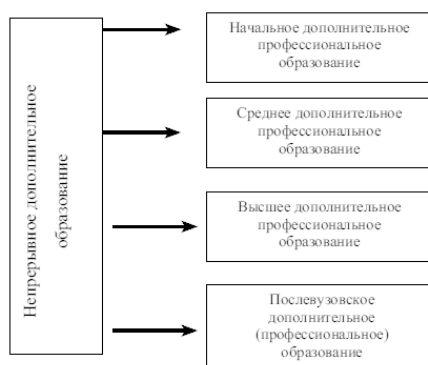 Непрерывное дополнительное
образование
Начальное дополнительное
профессиональное
образование
Среднее дополнительное
профессиональное
образование
Высшее дополнительное
профессиональное
образование
Послевузовское
дополнительное
(профессиональное)
образование